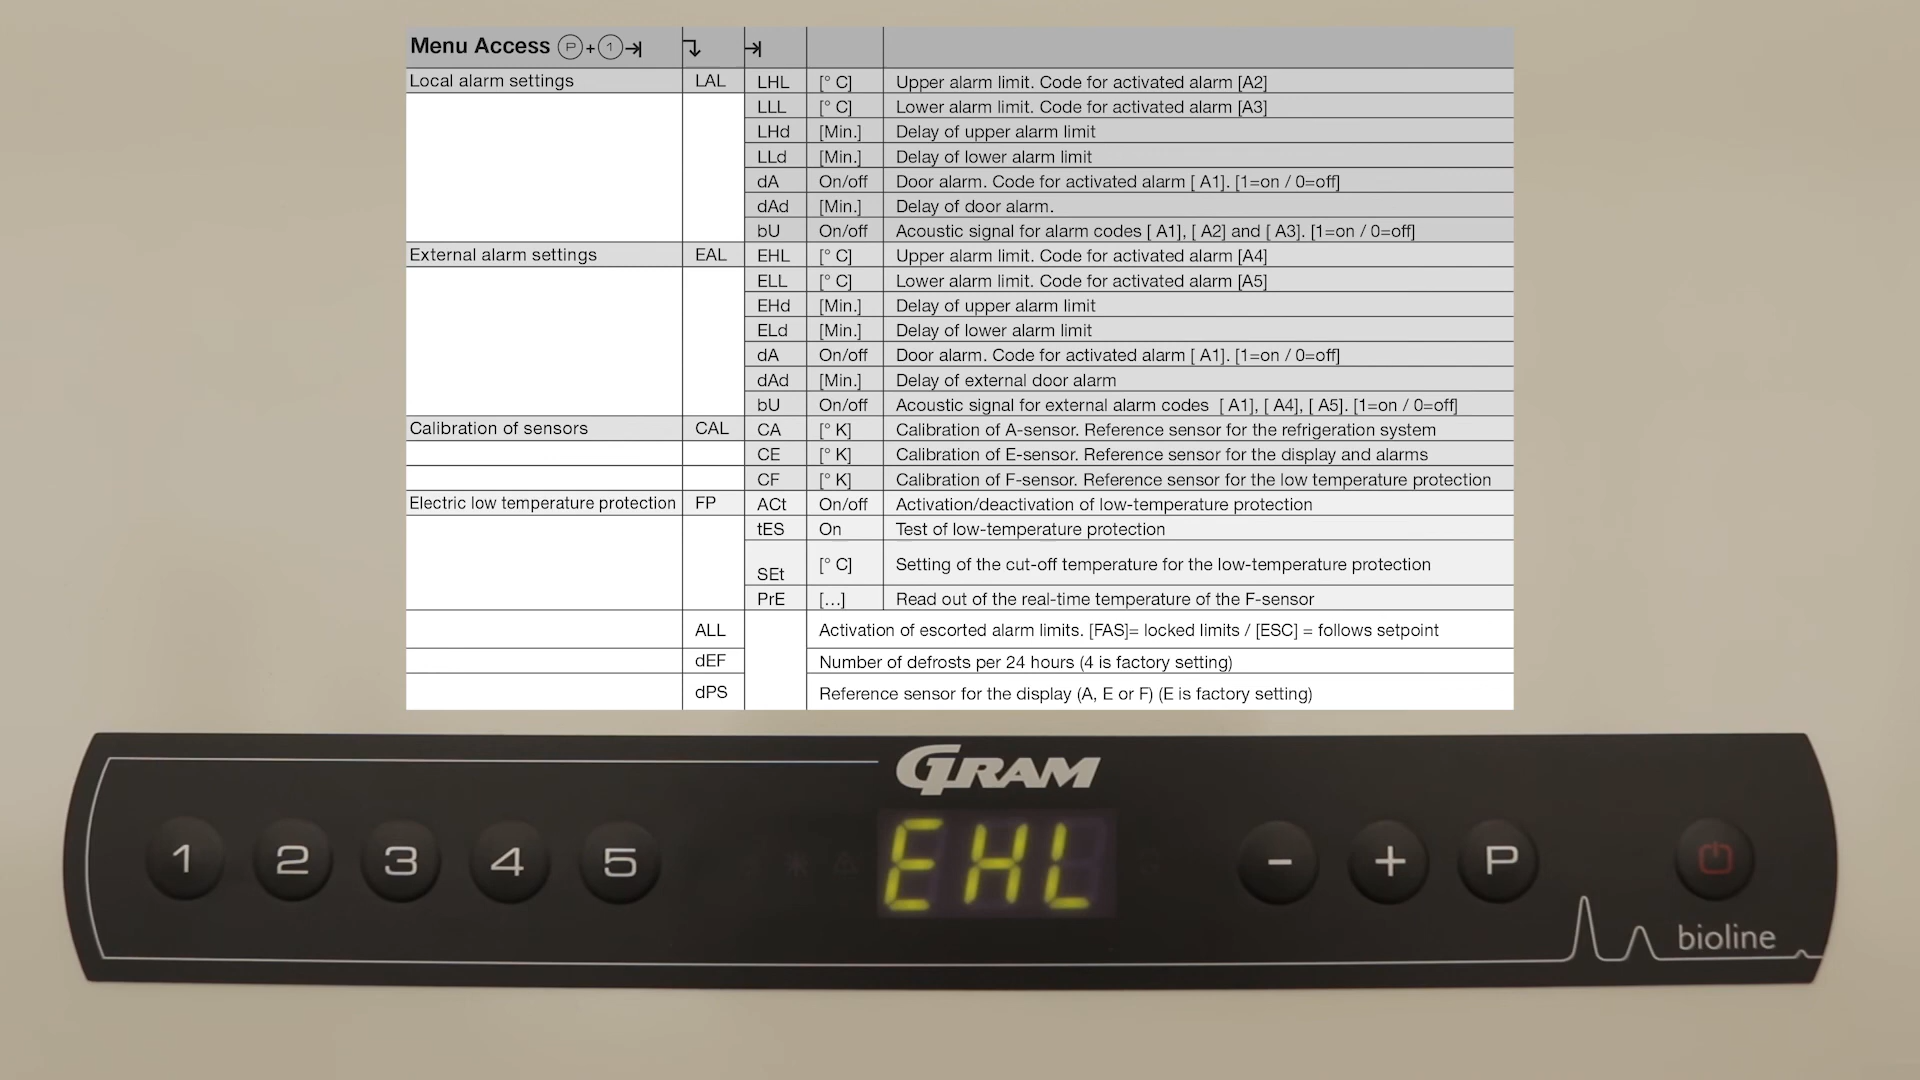 Menu Access P + 1
Local alarm settings LAL LHL [° C] Upper alarm limit. Code for activated alarm [A2]
LLL [° C] Lower alarm limit. Code for activated alarm [A3]
LHd [Min.] Delay of upper alarm limit
LLd [Min.] Delay of lower alarm limit
dA On/off Door alarm. Code for activated alarm [ A1]. [1=on / 0=off]
dAd [Min.] Delay of door alarm.
bU On/off Acoustic signal for alarm codes [ A1], [ A2] and [ A3]. [1=on / 0=off]
External alarm settings EAL EHL [° C] Upper alarm limit. Code for activated alarm [A4]
ELL [° C] Lower alarm limit. Code for activated alarm [A5]
EHd [Min.] Delay of upper alarm limit
ELd [Min.] Delay of lower alarm limit
dA On/off Door alarm. Code for activated alarm [ A1]. [1=on / 0=off]
dAd [Min.] Delay of external door alarm
bU On/off Acoustic signal for external alarm codes [ A1], [ A4], [ A5]. [1=on / 0=off]
Calibration of sensors CAL CA [° K] Calibration of A-sensor. Reference sensor for the refrigeration system
CE [° K] Calibration of E-sensor. Reference sensor for the display and alarms
CF [° K] Calibration of F-sensor. Reference sensor for the low temperature protection
Electric low temperature protection FP ACt On/off Activation/deactivation of low-temperature protection
tES On Test of low-temperature protection
SEt [° C] Setting of the cut-off temperature for the low-temperature protection
PrE [...] Read out of the real-time temperature of the F-sensor
ALL Activation of escorted alarm limits. [FAS]= locked limits / [ESC] = follows setpoint
dEF Number of defrosts per 24 hours (4 is factory setting)
dPS Reference sensor for the display (A, E or F) (E is factory setting)
GRAM
1 2 3 4 5 EHL - + P
bioline